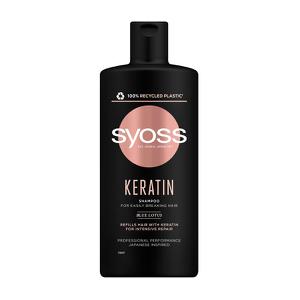 100% RECYCLED PLASTIC*
syoss
KERATIN
SHAMPOO
FOR EASILY BREAKING HAIR
BLUE LOTUS
REFILLS HAIR WITH KERATIN
FOR INTENSIVE REPAIR
PROFESSIONAL PERFORMANCE
JAPANESE INSPIRED